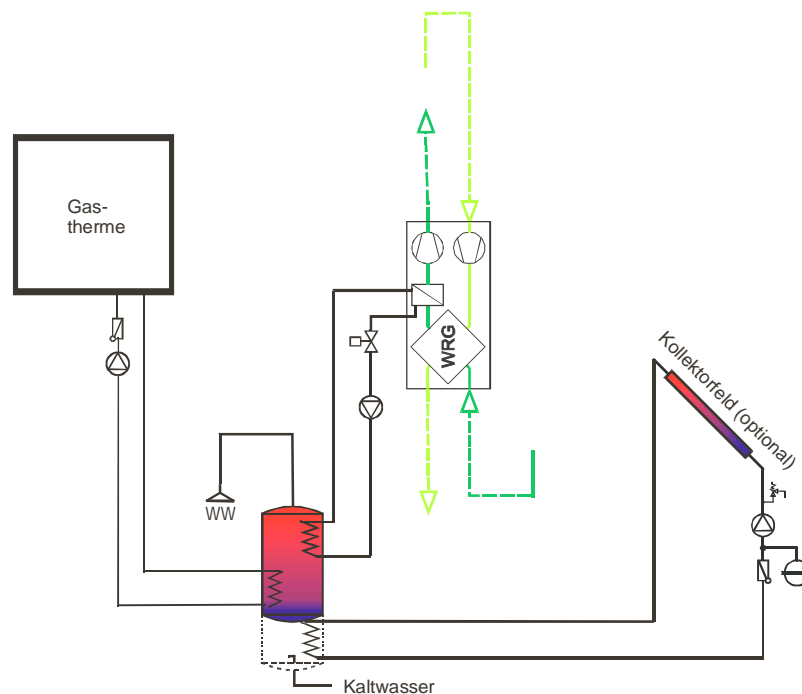 Gas-
therme
WRG
Kollektorfeld (optional)
WW
Kaltwasser